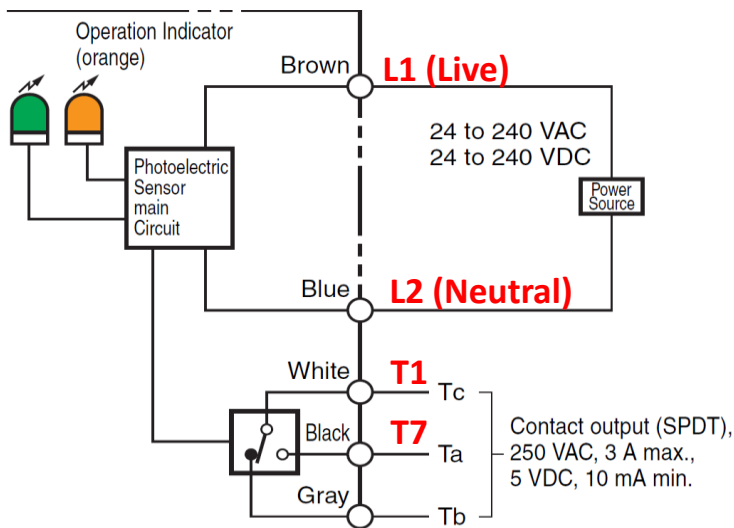 Operation Indicator
(orange)
Brown
L1 (Live)
24 to 240 VAC
24 to 240 VDC
Photoelectric
Sensor
main
Circuit
Power
Source
Blue
L2 (Neutral)
White
T1
Tc
Black
T7
Ta
Contact output (SPDT),
250 VAC, 3 A max.,
5 VDC, 10 mA min.
Gray
Tb